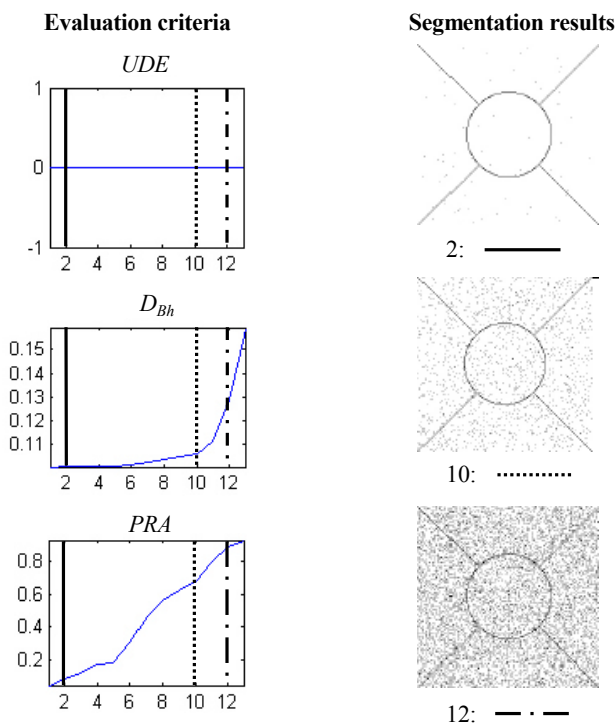 Evaluation criteria
Segmentation results
UDE
1
0
-1
2 4 6 8 10 12
2:
D_Bh
0.15
0.14
0.13
0.12
0.11
2 4 6 8 10 12
10:
PRA
0.8
0.6
0.4
0.2
2 4 6 8 10 12
12: